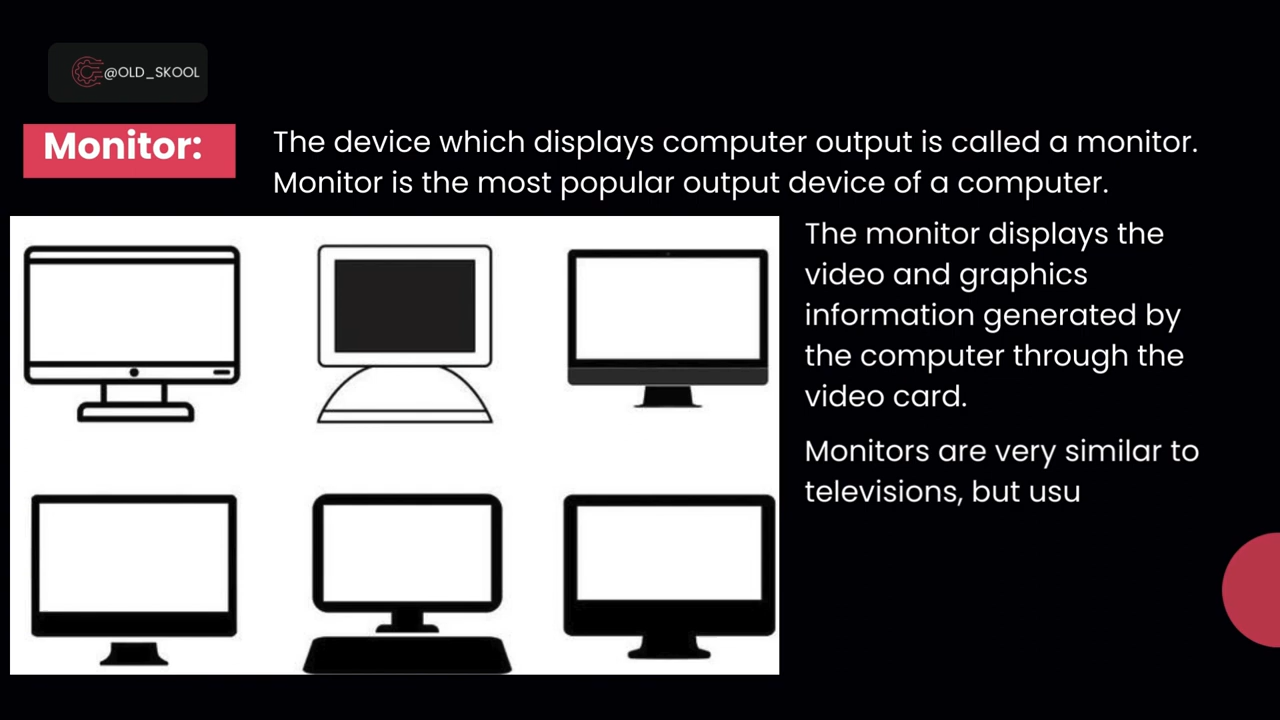 @OLD_SKOOL
Monitor:
The device which displays computer output is called a monitor.
Monitor is the most popular output device of a computer.
The monitor displays the
video and graphics
information generated by
the computer through the
video card.
Monitors are very similar to
televisions, but usu